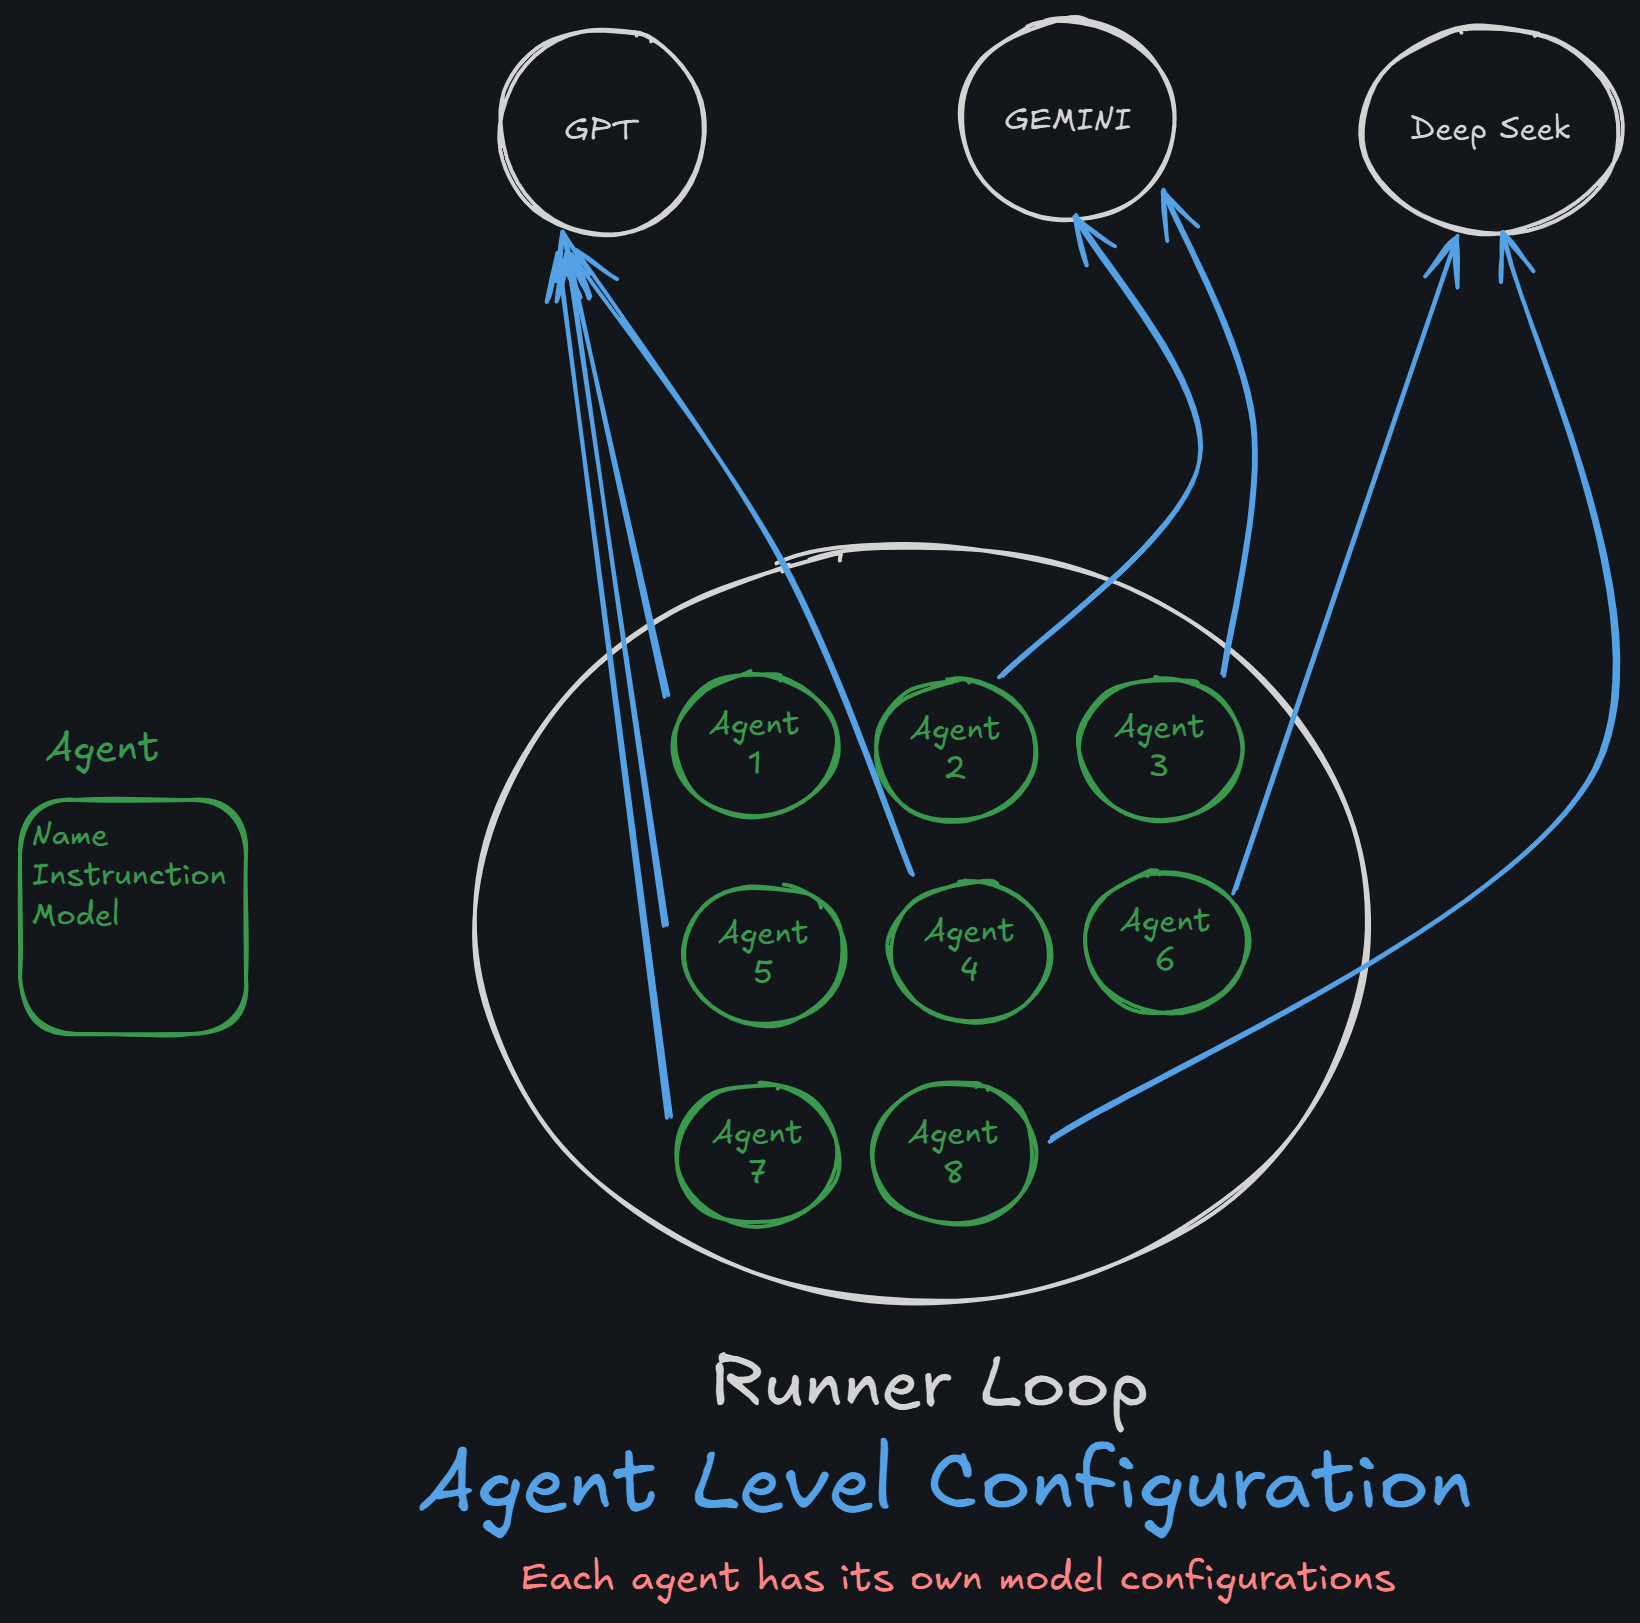 GPT
GEMINI
Deep Seek
Agent
1
Agent
2
Agent
3
Agent
Name
Instrunction
Model
Agent
5
Agent
4
Agent
6
Agent
7
Agent
8
Runner Loop
Agent Level Configuration
Each agent has its own model configurations